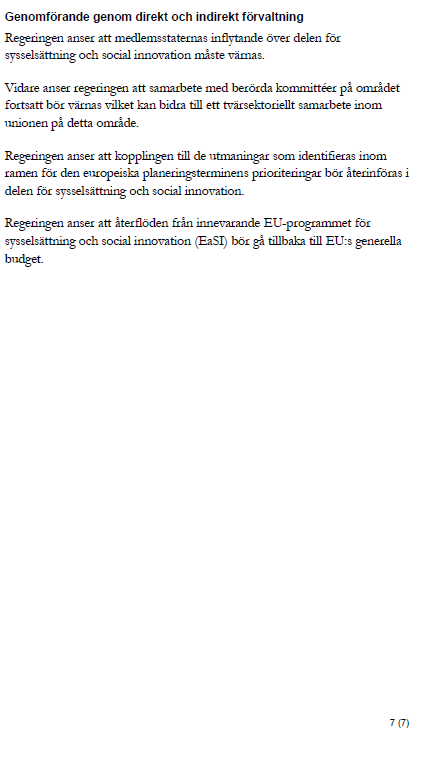 Genomförande genom direkt och indirekt förvaltning
Regeringen anser att medlemsstaternas inflytande över delen för
sysselsättning och social innovation måste värnas.
Vidare anser regeringen att samarbete med berörda kommittéer på området
fortsatt bör värnas vilket kan bidra till ett tvärsektoriellt samarbete inom
unionen på detta område.
Regeringen anser att kopplingen till de utmaningar som identifieras inom
ramen för den europeiska planeringsterminens prioriteringar bör återinföras i
delen för sysselsättning och social innovation.
Regeringen anser att återflöden från innevarande EU-programmet för
sysselsättning och social innovation (EaSI) bör gå tillbaka till EU:s generella
budget.
7 (7)